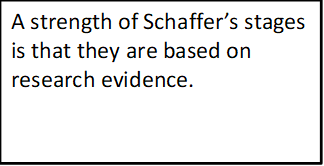 A strength of Schaffer’s stages
is that they are based on
research evidence.